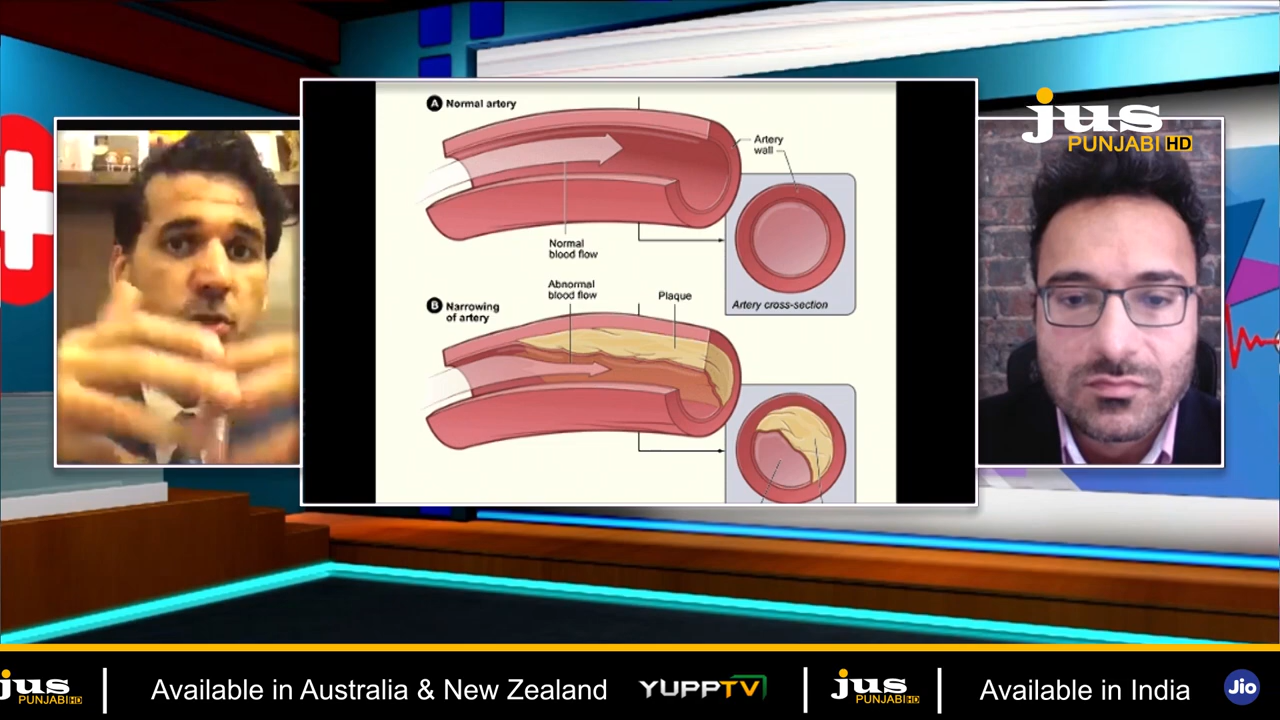 jus
PUNJABI HD
A Normal artery
Artery
wall
Normal
blood flow
Artery cross-section
Abnormal
blood flow
Plaque
B Narrowing
of artery
jus
PUNJABI HD
Available in Australia & New Zealand
YUPPTV
jus
PUNJABI HD
Available in India
Jio